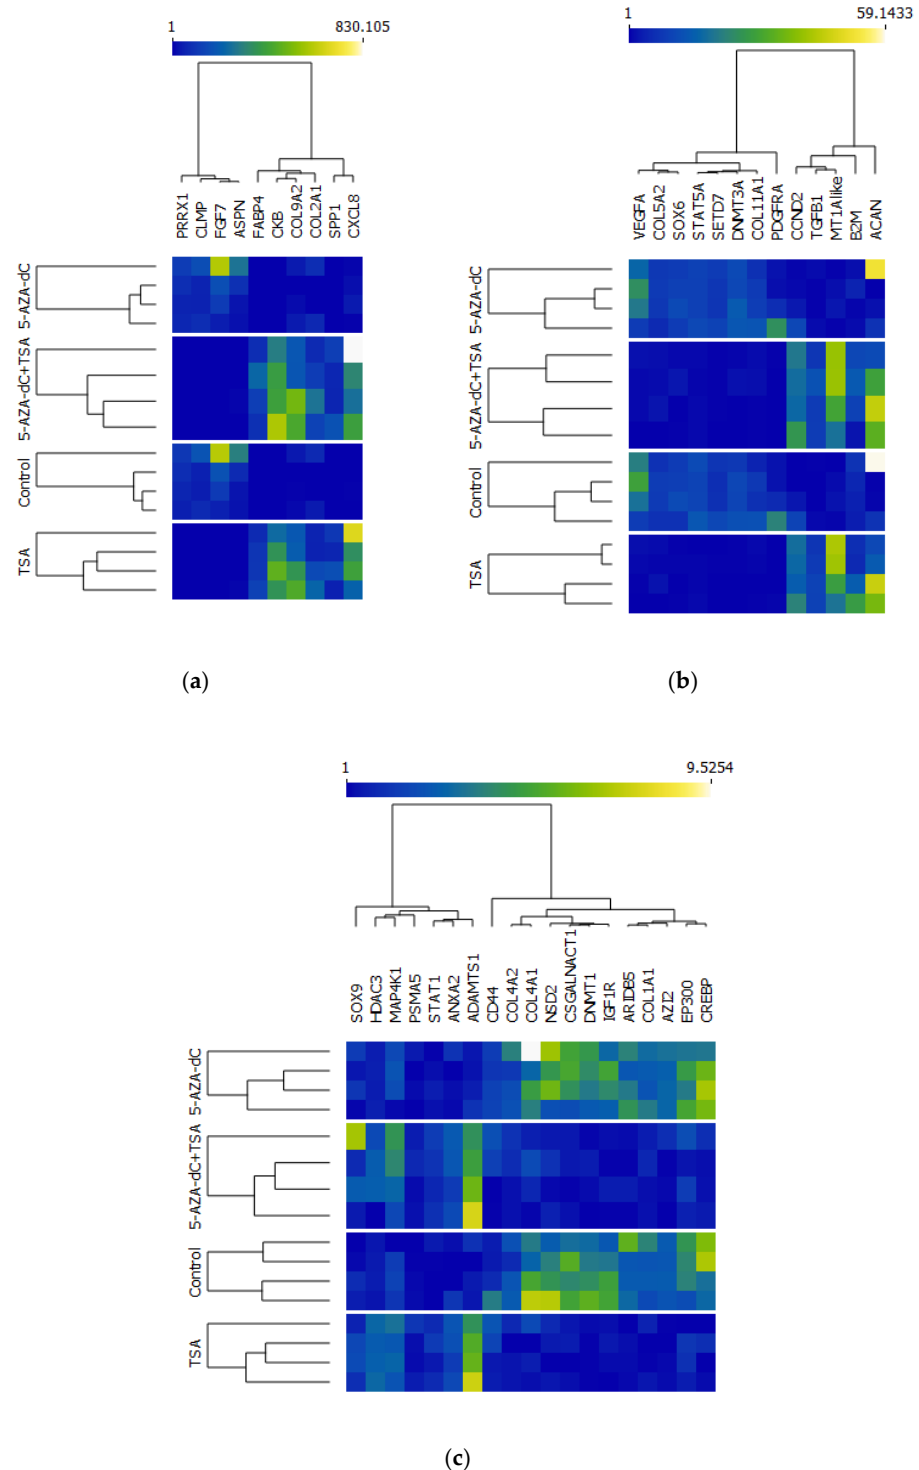 1 830.105
PRRX1
CLMP
FGF7
ASPN
FABP4
CKB
COL9A2
COL2A1
SPP1
CXCL8
5-AZA-dC
5-AZA-dC+TSA
Control
TSA
(a)
1 59.1433
VEGFA
COL5A2
SOX6
STAT5A
SETD7
DNMT3A
COL11A1
PDGFRA
CCND2
TGFB1
MT1Alike
B2M
ACAN
5-AZA-dC
5-AZA-dC+TSA
Control
TSA
(b)
1 9.5254
SOX9
HDAC3
MAP4K1
PSMA5
STAT1
ANXA2
ADAMTS1
CD44
COL4A2
COL4A1
NSD2
CSGALNACT1
DNMT1
IGF1R
ARID5B
COL1A1
AZI2
EP300
CREBP
5-AZA-dC
5-AZA-dC+TSA
Control
TSA
(c)